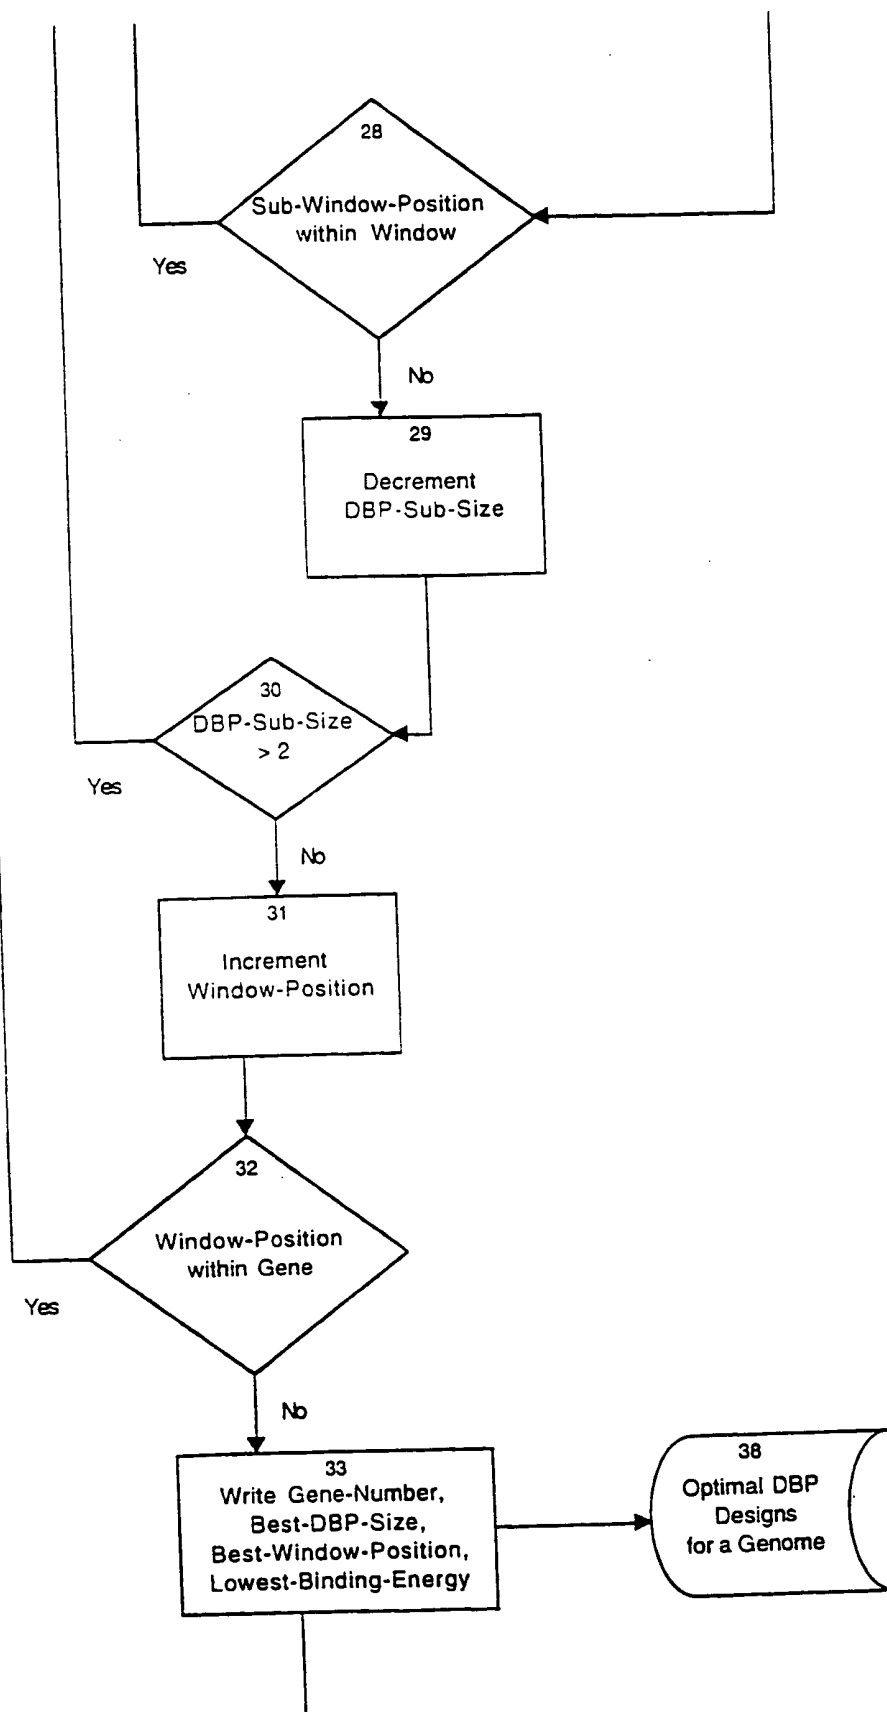 28
Sub-Window-Position
within Window
Yes
No
29
Decrement
DBP-Sub-Size
30
DBP-Sub-Size
> 2
Yes
No
31
Increment
Window-Position
32
Window-Position
within Gene
Yes
No
33
Write Gene-Number,
Best-DBP-Size,
Best-Window-Position,
Lowest-Binding-Energy
38
Optimal DBP
Designs
for a Genome